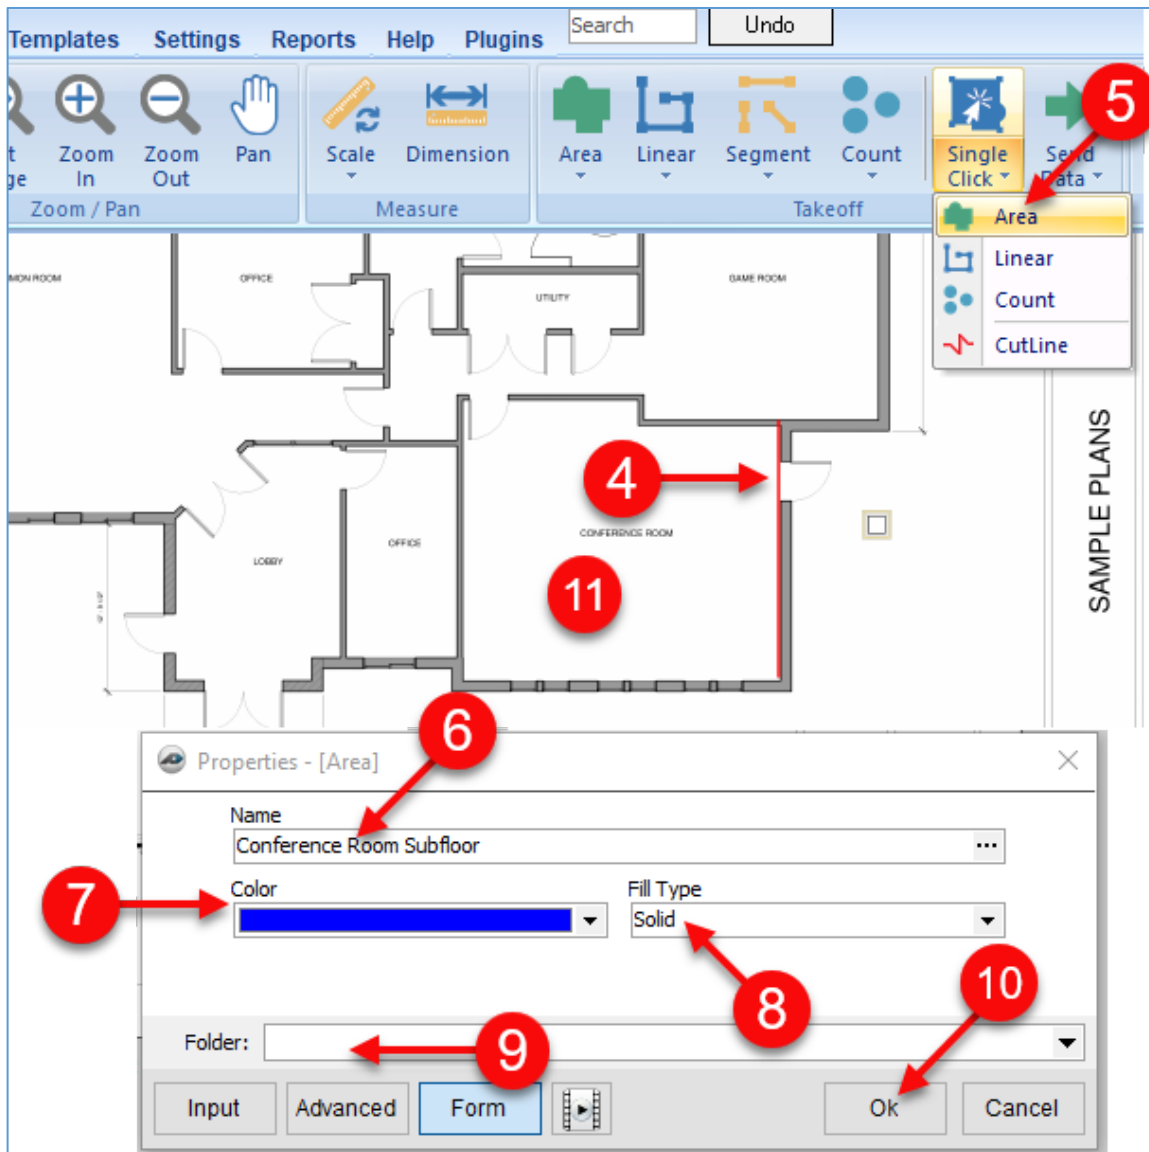 Templates Settings Reports Help Plugins Search Undo
5
Zoom In
Zoom Out
Pan
Scale
Dimension
Area
Linear
Segment
Count
Single Click
Send Data
Zoom / Pan
Measure
Takeoff
Area
Linear
Count
CutLine
OFFICE
UTILITY
GAME ROOM
4
CONFERENCE ROOM
OFFICE
LOBBY
11
SAMPLE PLANS
6
Properties - [Area]
Name
Conference Room Subfloor
...
7
Color
Fill Type
Solid
8
10
Folder:
9
Input Advanced Form Ok Cancel